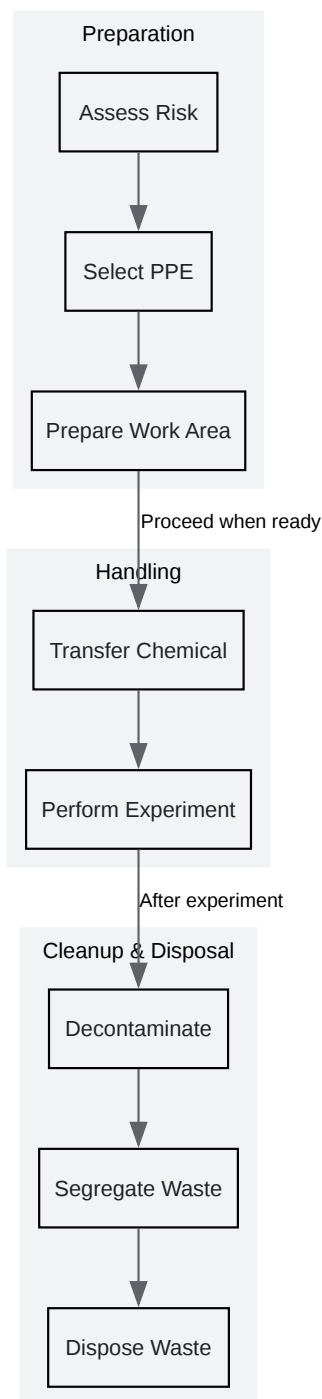 Preparation
Assess Risk
Select PPE
Prepare Work Area
Proceed when ready
Handling
Transfer Chemical
Perform Experiment
After experiment
Cleanup & Disposal
Decontaminate
Segregate Waste
Dispose Waste